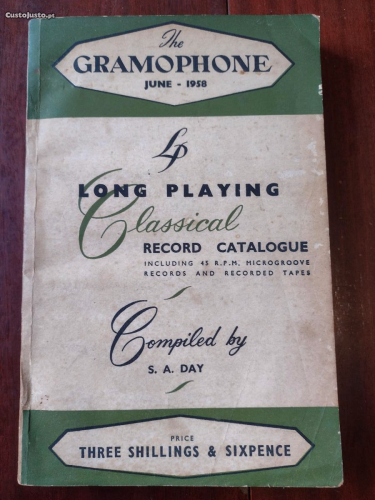 CustoJusto.pt
The
GRAMOPHONE
JUNE - 1958
LP
LONG PLAYING
Classical
RECORD CATALOGUE
INCLUDING 45 R.P.M. MICROGROOVE
RECORDS AND RECORDED TAPES
Compiled by
S. A. DAY
PRICE
THREE SHILLINGS & SIXPENCE